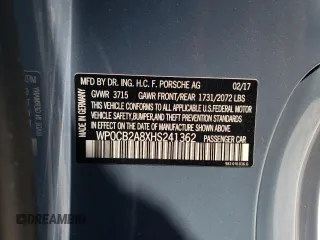 MFD BY DR. ING. H.C. F. PORSCHE AG 02/17
GVWR 3715 GAWR FRONT/REAR 1731/2072 LBS
THIS VEHICLE CONFORMS TO ALL APPLICABLE
U.S. FEDERAL MOTOR VEHICLE
SAFETY, BUMPER, AND THEFT PREVENTION
STANDARDS IN EFFECT ON THE DATE OF
MANUFACTURE SHOWN ABOVE.
WP0CB2A8XHS241362 PASSENGER CAR
MADE IN GERMANY
DREAMBID